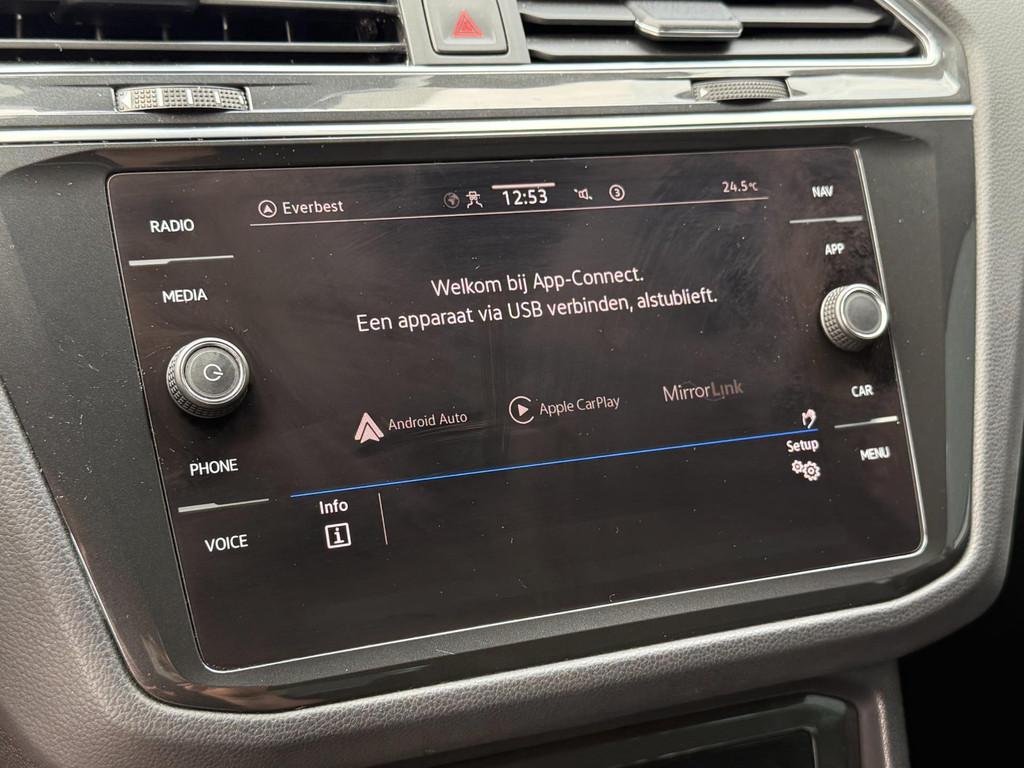 Everbest
12:53
3
24.5°C
RADIO
MEDIA
PHONE
VOICE
NAV
APP
CAR
MENU
Welkom bij App-Connect.
Een apparaat via USB verbinden, alstublieft.
Android Auto
Apple CarPlay
MirrorLink
Setup
Info
i